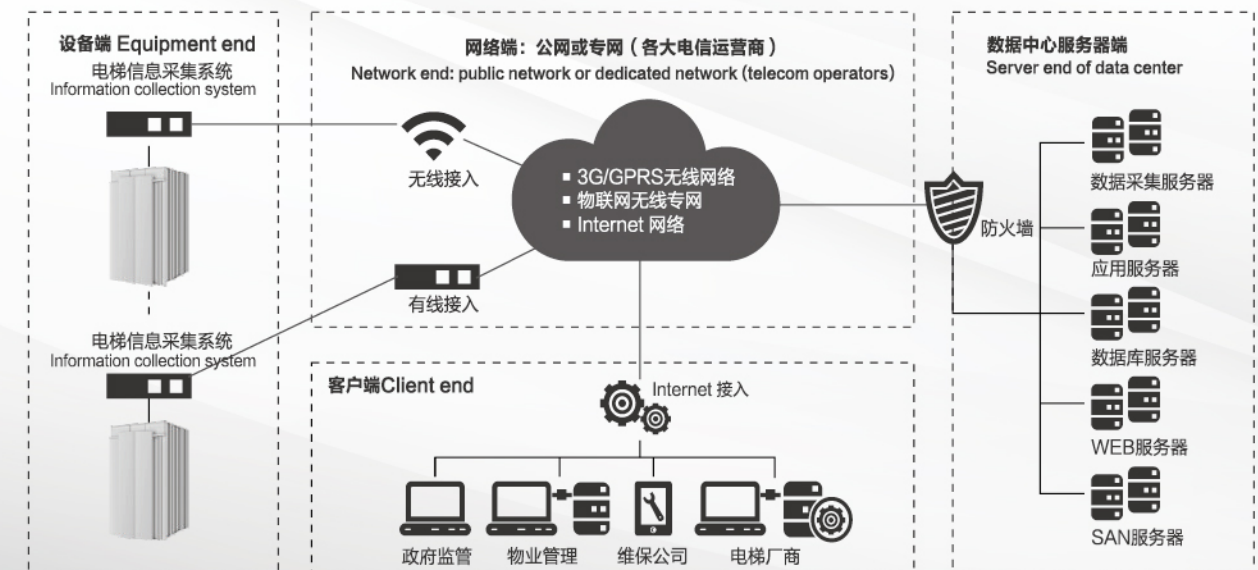 设备端 Equipment end
电梯信息采集系统
Information collection system
电梯信息采集系统
Information collection system
网络端：公网或专网（各大电信运营商）
Network end: public network or dedicated network (telecom operators)
无线接入
▪ 3G/GPRS无线网络
▪ 物联网无线专网
▪ Internet 网络
有线接入
客户端Client end
Internet 接入
政府监管
物业管理
维保公司
电梯厂商
数据中心服务器端
Server end of data center
防火墙
数据采集服务器
应用服务器
数据库服务器
WEB服务器
SAN服务器